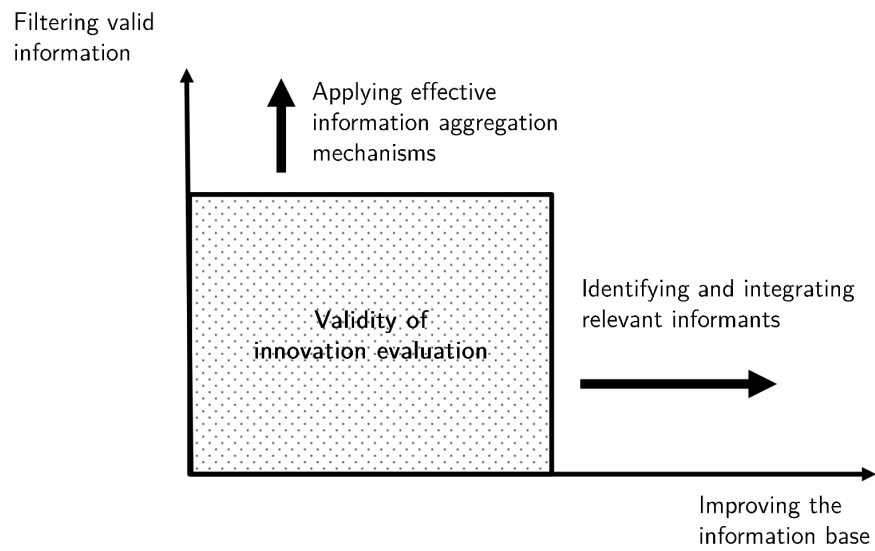 Filtering valid
information
Applying effective
information aggregation
mechanisms
Identifying and integrating
relevant informants
Validity of
innovation evaluation
Improving the
information base